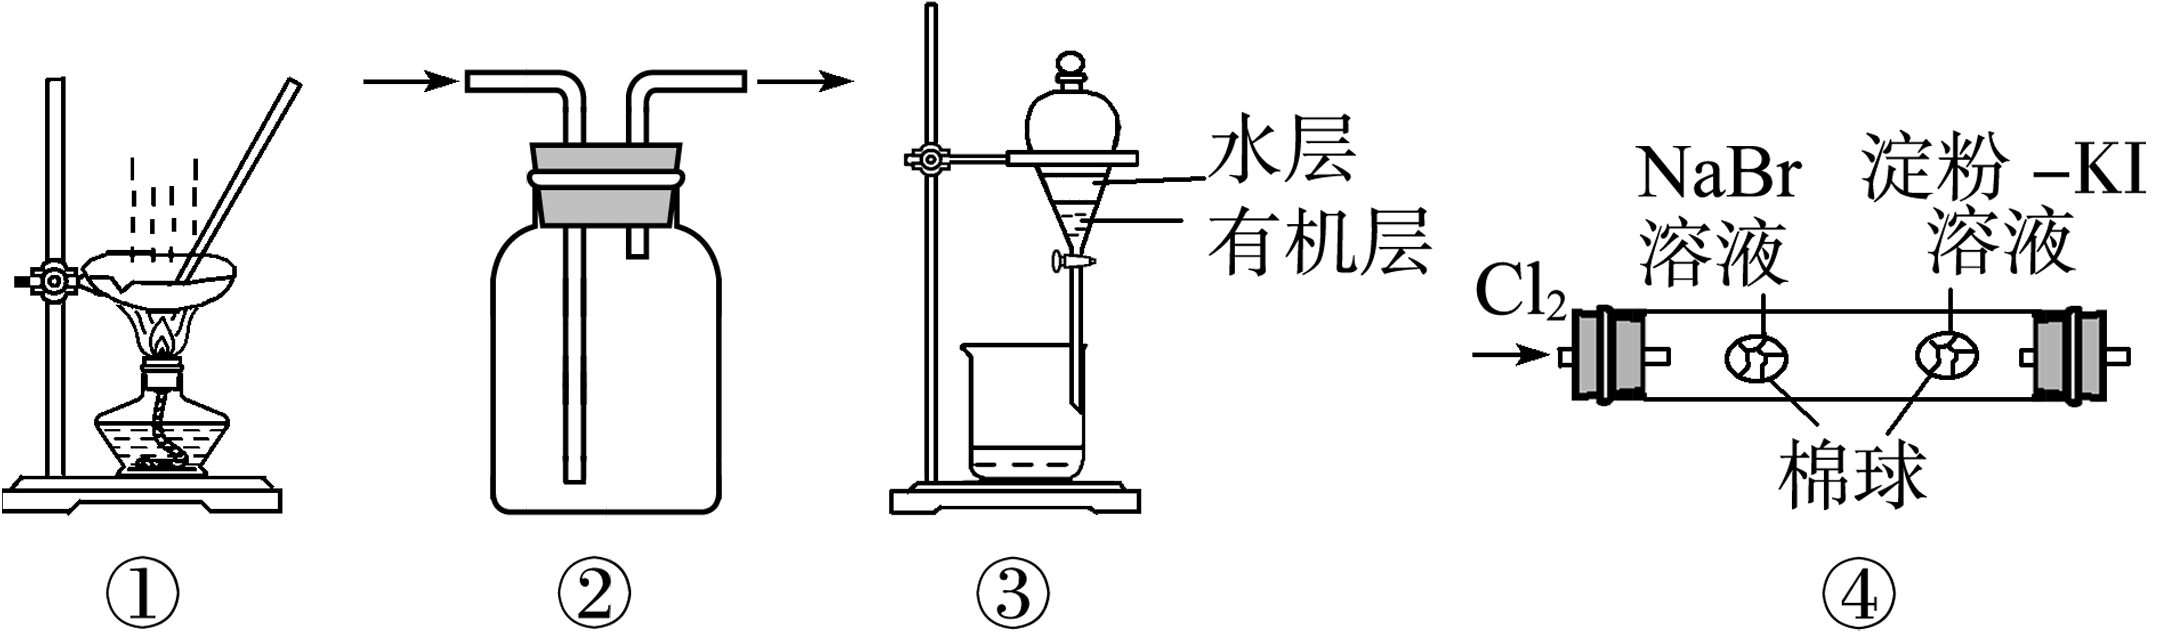 水层
有机层
NaBr
溶液
淀粉-KI
溶液
Cl₂
棉球
①
②
③
④